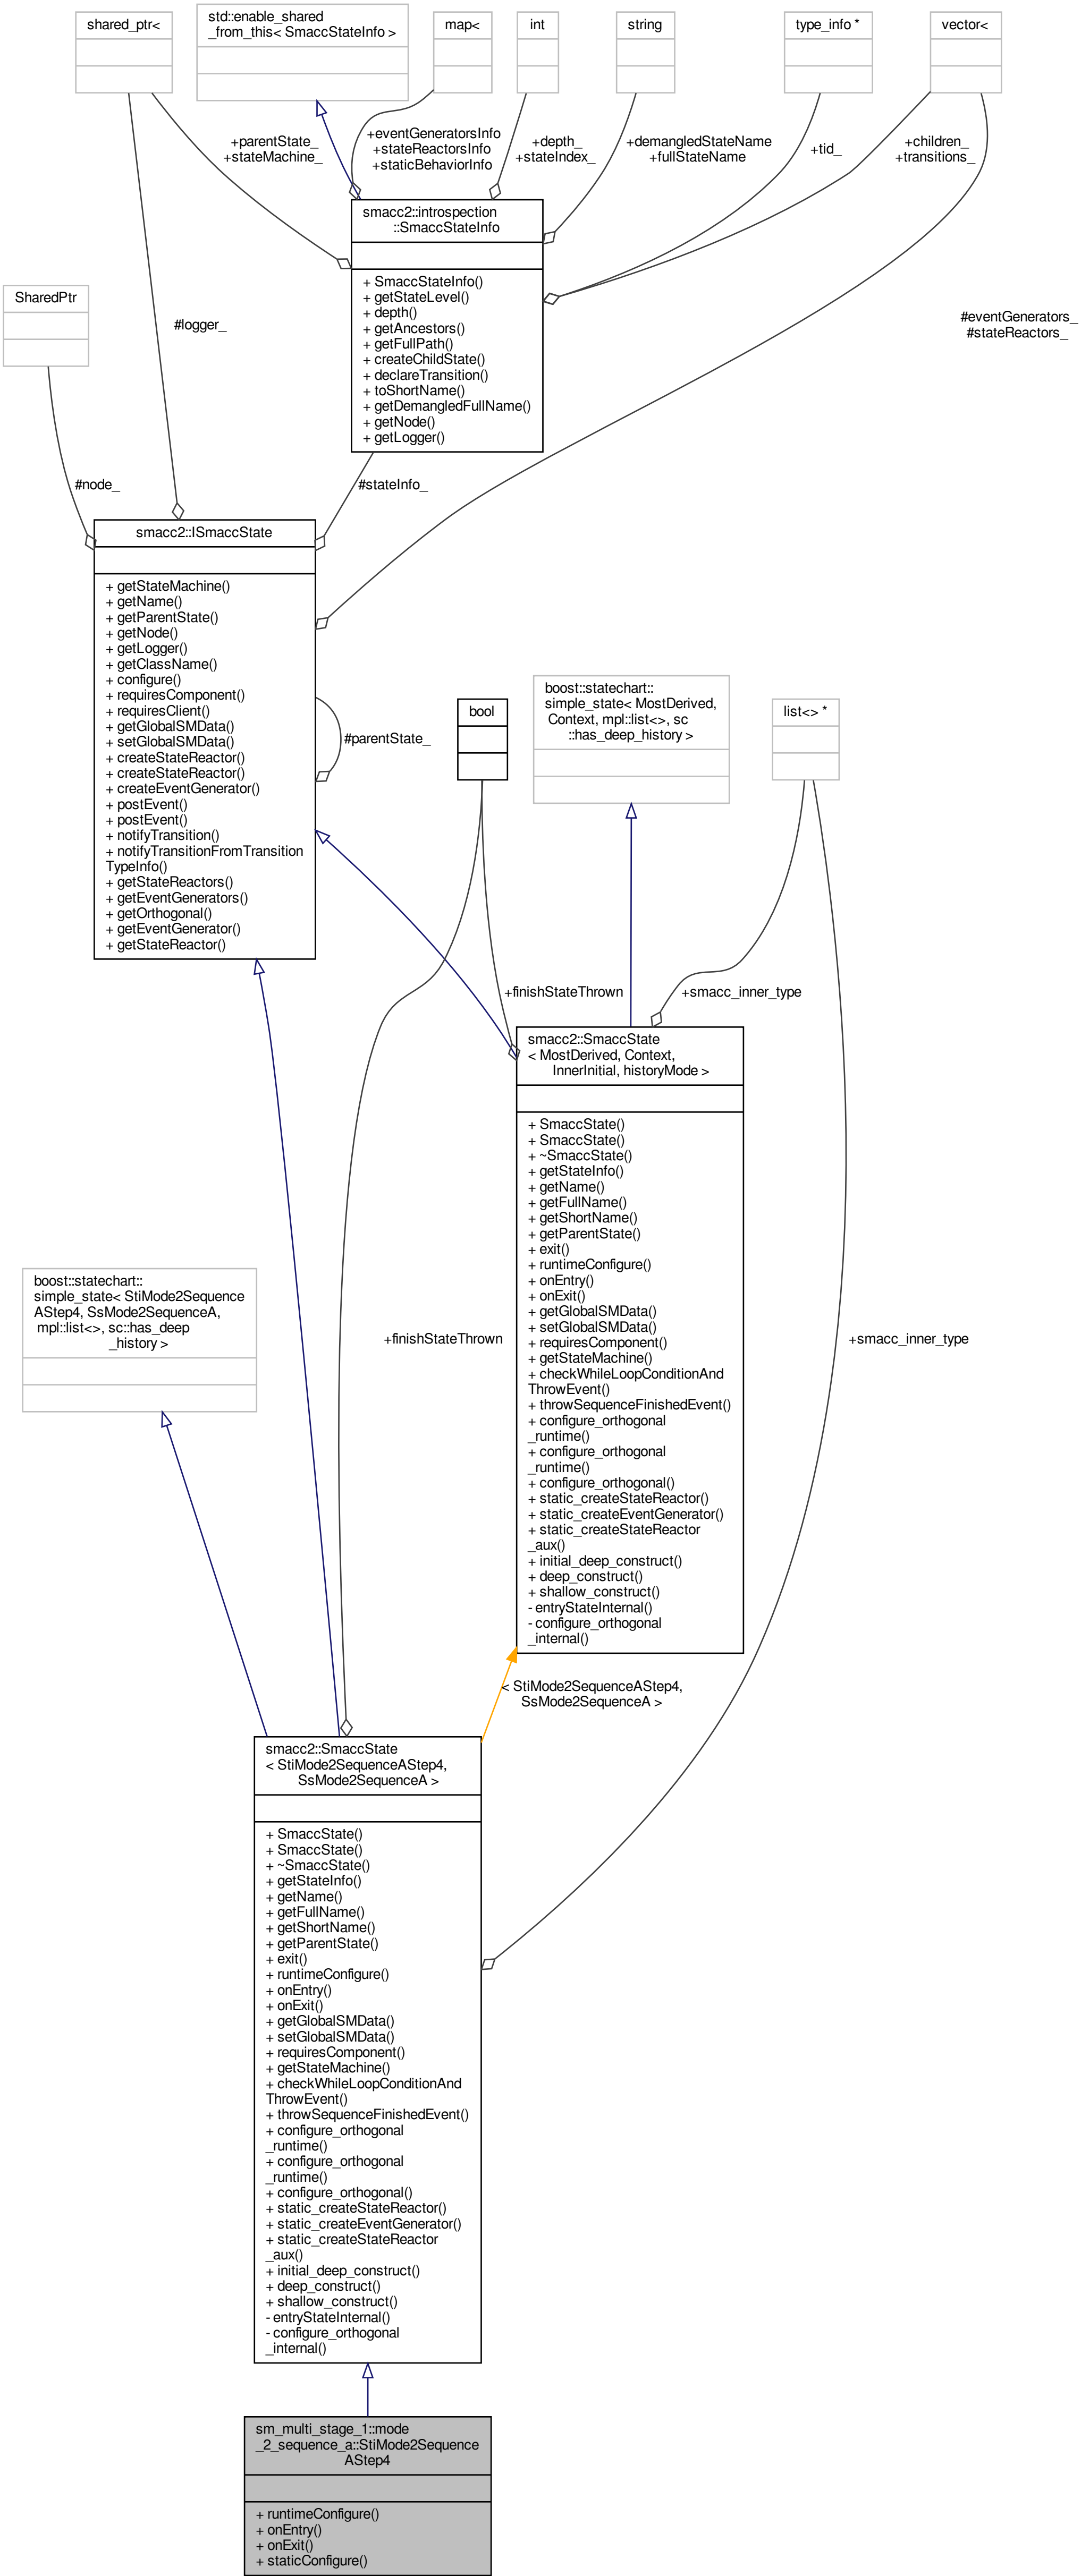 shared_ptr<
std::enable_shared
_from_this< SmaccStateInfo >
map<
int
string
type_info *
vector<
+parentState_
+stateMachine_
+eventGeneratorsInfo
+stateReactorsInfo
+staticBehaviorInfo
+depth_
+stateIndex_
+demangledStateName
+fullStateName
+tid_
+children_
+transitions_
smacc2::introspection
::SmaccStateInfo
+ SmaccStateInfo()
+ getStateLevel()
+ depth()
+ getAncestors()
+ getFullPath()
+ createChildState()
+ declareTransition()
+ toShortName()
+ getDemangledFullName()
+ getNode()
+ getLogger()
SharedPtr
#logger_
#eventGenerators_
#stateReactors_
#node_
#stateInfo_
smacc2::ISmaccState
+ getStateMachine()
+ getName()
+ getParentState()
+ getNode()
+ getLogger()
+ getClassName()
+ configure()
+ requiresComponent()
+ requiresClient()
+ getGlobalSMData()
+ setGlobalSMData()
+ createStateReactor()
+ createStateReactor()
+ createEventGenerator()
+ postEvent()
+ postEvent()
+ notifyTransition()
+ notifyTransitionFromTransition
TypeInfo()
+ getStateReactors()
+ getEventGenerators()
+ getOrthogonal()
+ getEventGenerator()
+ getStateReactor()
#parentState_
bool
boost::statechart::
simple_state< MostDerived,
Context, mpl::list<>, sc
::has_deep_history >
list<> *
+finishStateThrown
+smacc_inner_type
smacc2::SmaccState
< MostDerived, Context,
InnerInitial, historyMode >
+ SmaccState()
+ SmaccState()
+ ~SmaccState()
+ getStateInfo()
+ getName()
+ getFullName()
+ getShortName()
+ getParentState()
+ exit()
+ runtimeConfigure()
+ onEntry()
+ onExit()
+ getGlobalSMData()
+ setGlobalSMData()
+ requiresComponent()
+ getStateMachine()
+ checkWhileLoopConditionAnd
ThrowEvent()
+ throwSequenceFinishedEvent()
+ configure_orthogonal
_runtime()
+ configure_orthogonal
_runtime()
+ configure_orthogonal()
+ static_createStateReactor()
+ static_createEventGenerator()
+ static_createStateReactor
_aux()
+ initial_deep_construct()
+ deep_construct()
+ shallow_construct()
- entryStateInternal()
- configure_orthogonal
_internal()
boost::statechart::
simple_state< StiMode2Sequence
AStep4, SsMode2SequenceA,
mpl::list<>, sc::has_deep
_history >
+finishStateThrown
+smacc_inner_type
< StiMode2SequenceAStep4,
SsMode2SequenceA >
smacc2::SmaccState
< StiMode2SequenceAStep4,
SsMode2SequenceA >
+ SmaccState()
+ SmaccState()
+ ~SmaccState()
+ getStateInfo()
+ getName()
+ getFullName()
+ getShortName()
+ getParentState()
+ exit()
+ runtimeConfigure()
+ onEntry()
+ onExit()
+ getGlobalSMData()
+ setGlobalSMData()
+ requiresComponent()
+ getStateMachine()
+ checkWhileLoopConditionAnd
ThrowEvent()
+ throwSequenceFinishedEvent()
+ configure_orthogonal
_runtime()
+ configure_orthogonal
_runtime()
+ configure_orthogonal()
+ static_createStateReactor()
+ static_createEventGenerator()
+ static_createStateReactor
_aux()
+ initial_deep_construct()
+ deep_construct()
+ shallow_construct()
- entryStateInternal()
- configure_orthogonal
_internal()
sm_multi_stage_1::mode
_2_sequence_a::StiMode2Sequence
AStep4
+ runtimeConfigure()
+ onEntry()
+ onExit()
+ staticConfigure()